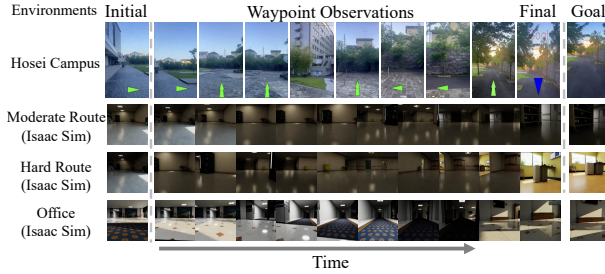 Environments Initial Waypoint Observations Final Goal
Hosei Campus
Moderate Route
(Isaac Sim)
Hard Route
(Isaac Sim)
Office
(Isaac Sim)
Time